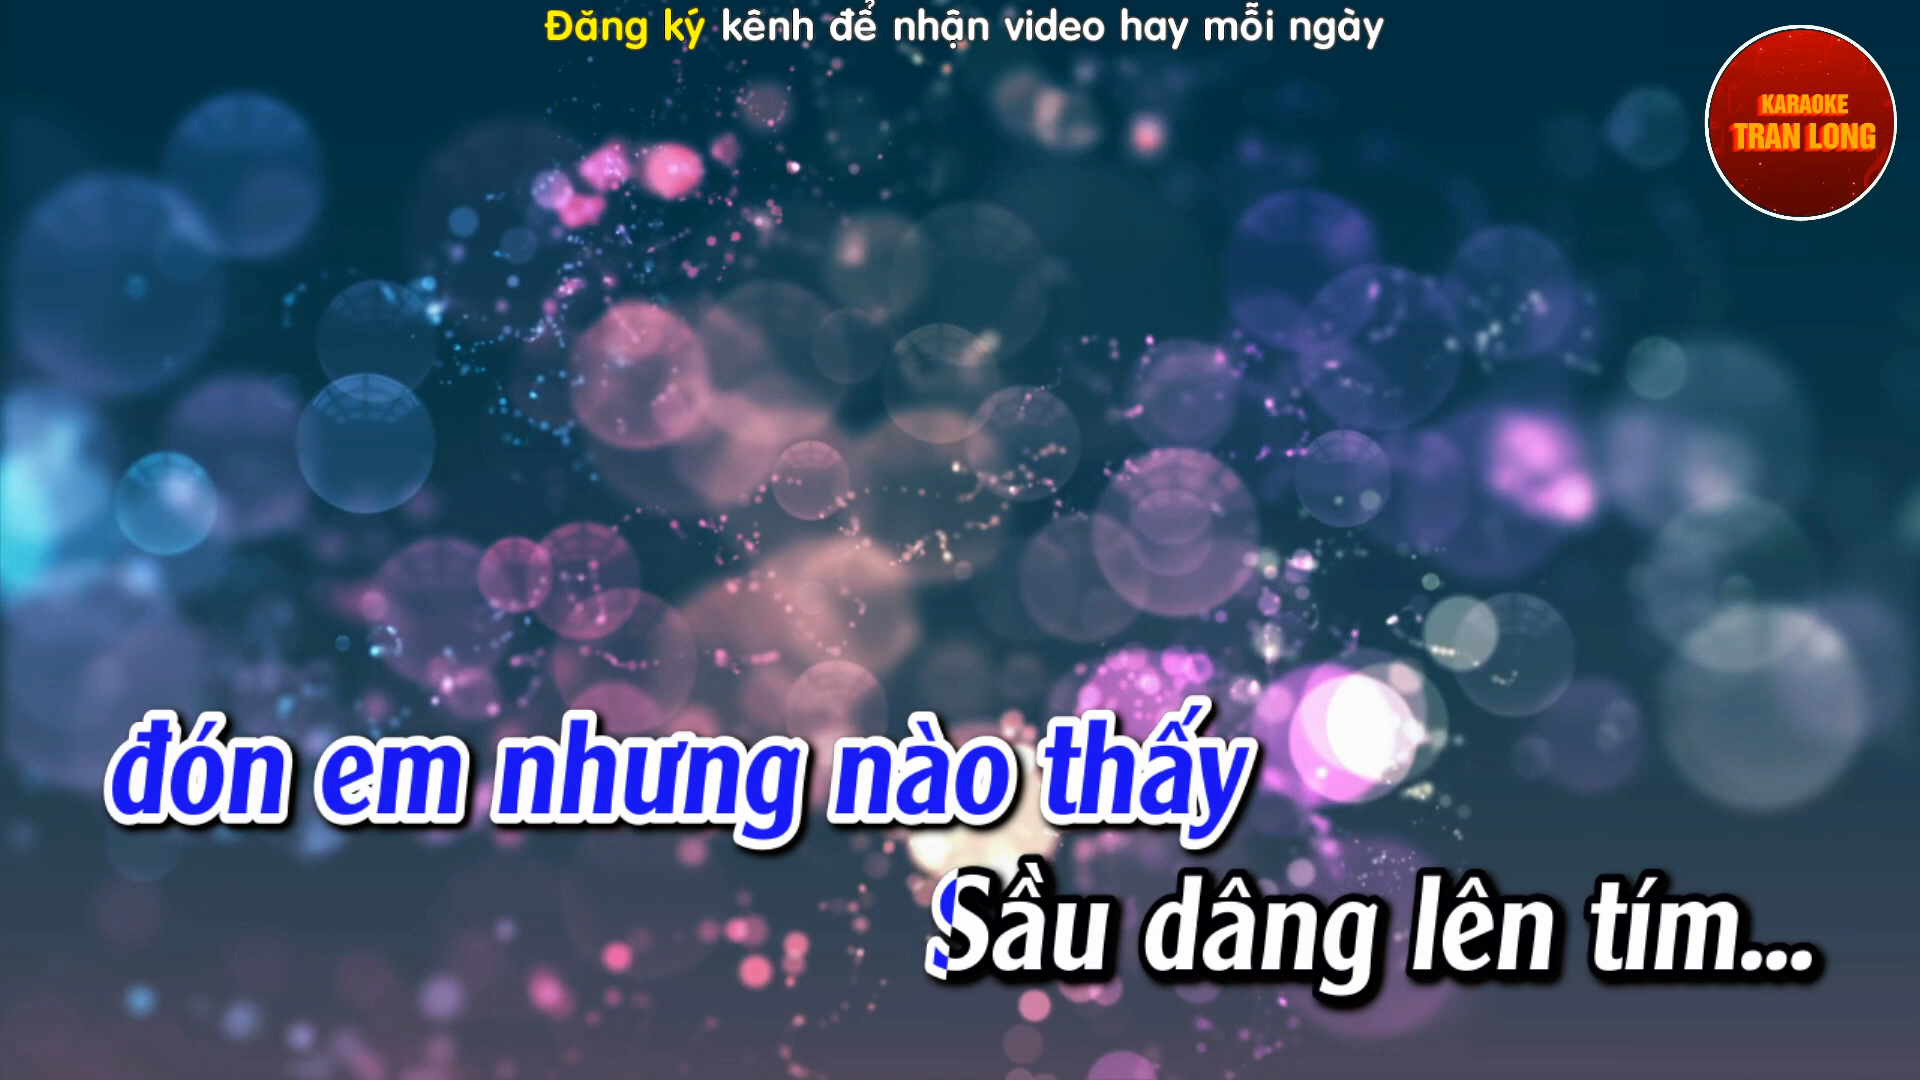 Đăng ký kênh để nhận video hay mỗi ngày
KARAOKE
TRAN LONG
đón em nhưng nào thấy
Sầu dâng lên tím...